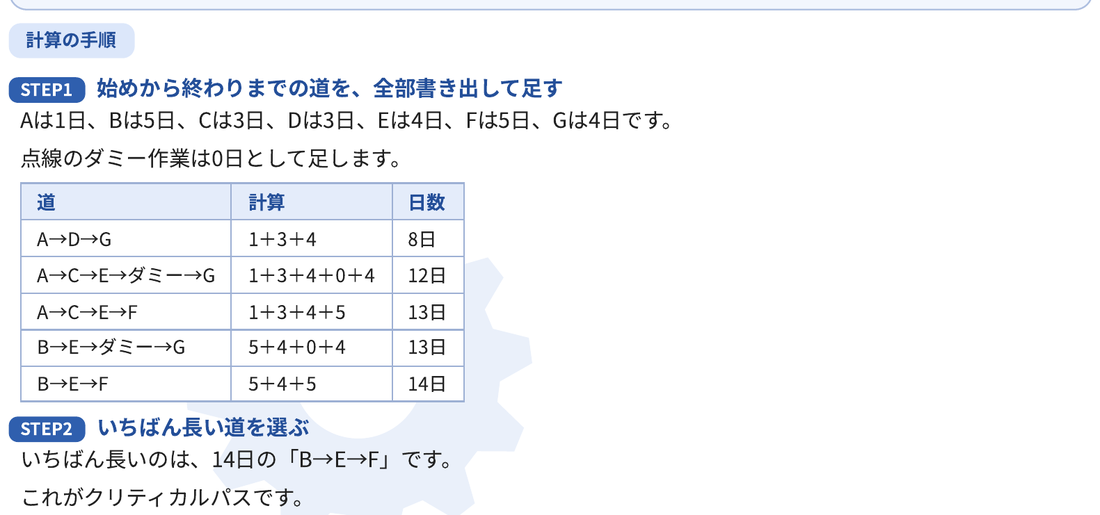 計算の手順
STEP1 始めから終わりまでの道を、全部書き出して足す
Aは1日、Bは5日、Cは3日、Dは3日、Eは4日、Fは5日、Gは4日です。
点線のダミー作業は0日として足します。
道 計算 日数
A→D→G 1＋3＋4 8日
A→C→E→ダミー→G 1＋3＋4＋0＋4 12日
A→C→E→F 1＋3＋4＋5 13日
B→E→ダミー→G 5＋4＋0＋4 13日
B→E→F 5＋4＋5 14日
STEP2 いちばん長い道を選ぶ
いちばん長いのは、14日の「B→E→F」です。
これがクリティカルパスです。